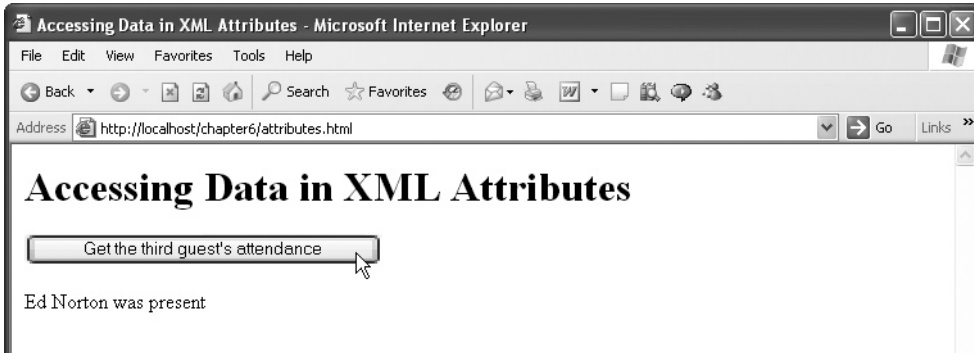 Accessing Data in XML Attributes - Microsoft Internet Explorer
File Edit View Favorites Tools Help
Back Search Favorites
Address http://localhost/chapter6/attributes.html Go Links »
Accessing Data in XML Attributes
Get the third guest's attendance
Ed Norton was present